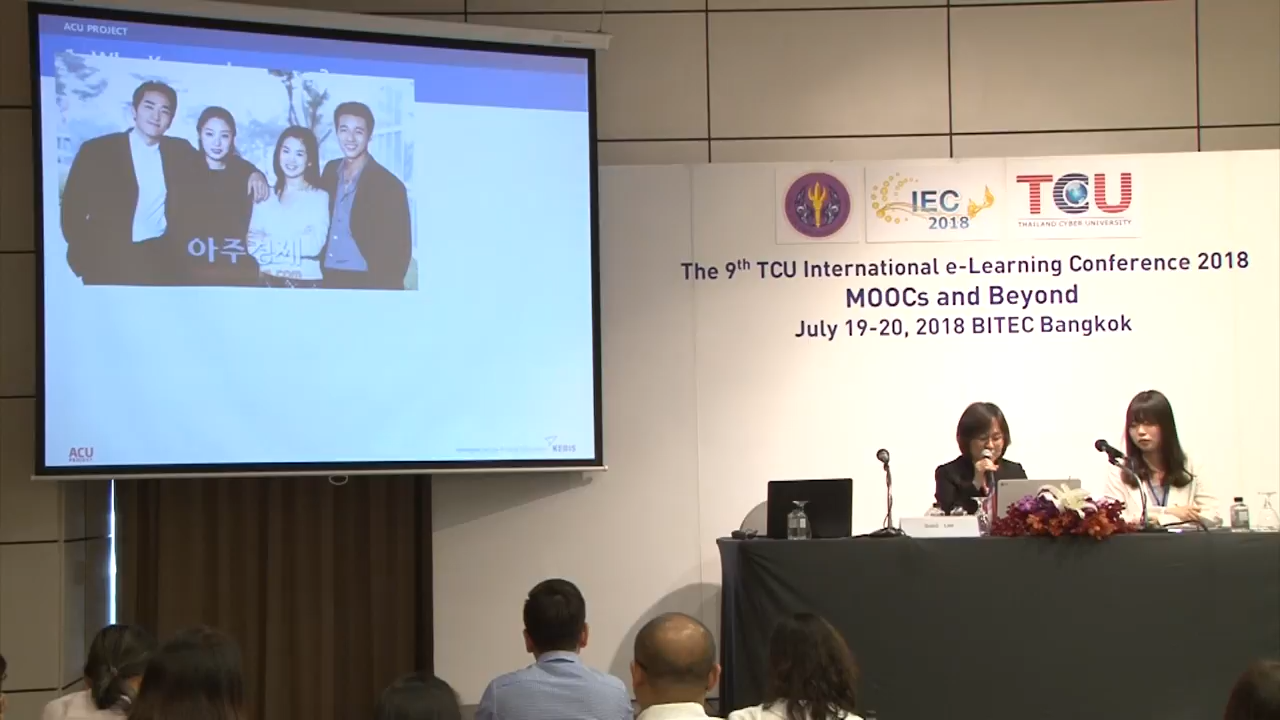 ACU PROJECT
아주경제
ACU
PROJECT
KERIS
IEC
2018
TCU
THAILAND CYBER UNIVERSITY
The 9th TCU International e-Learning Conference 2018
MOOCs and Beyond
July 19-20, 2018 BITEC Bangkok